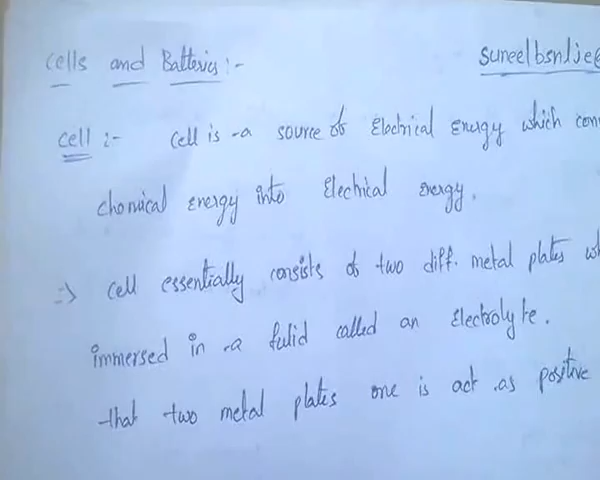 Cells and Batteries :- suneelbsnlje@
Cell :- Cell is a source of Electrical Energy which con
chemical energy into Electrical energy.
=> Cell essentially consists of two diff. metal plates wh
immersed in a fulid called an Electrolyte.
that two metal plates one is act as positive